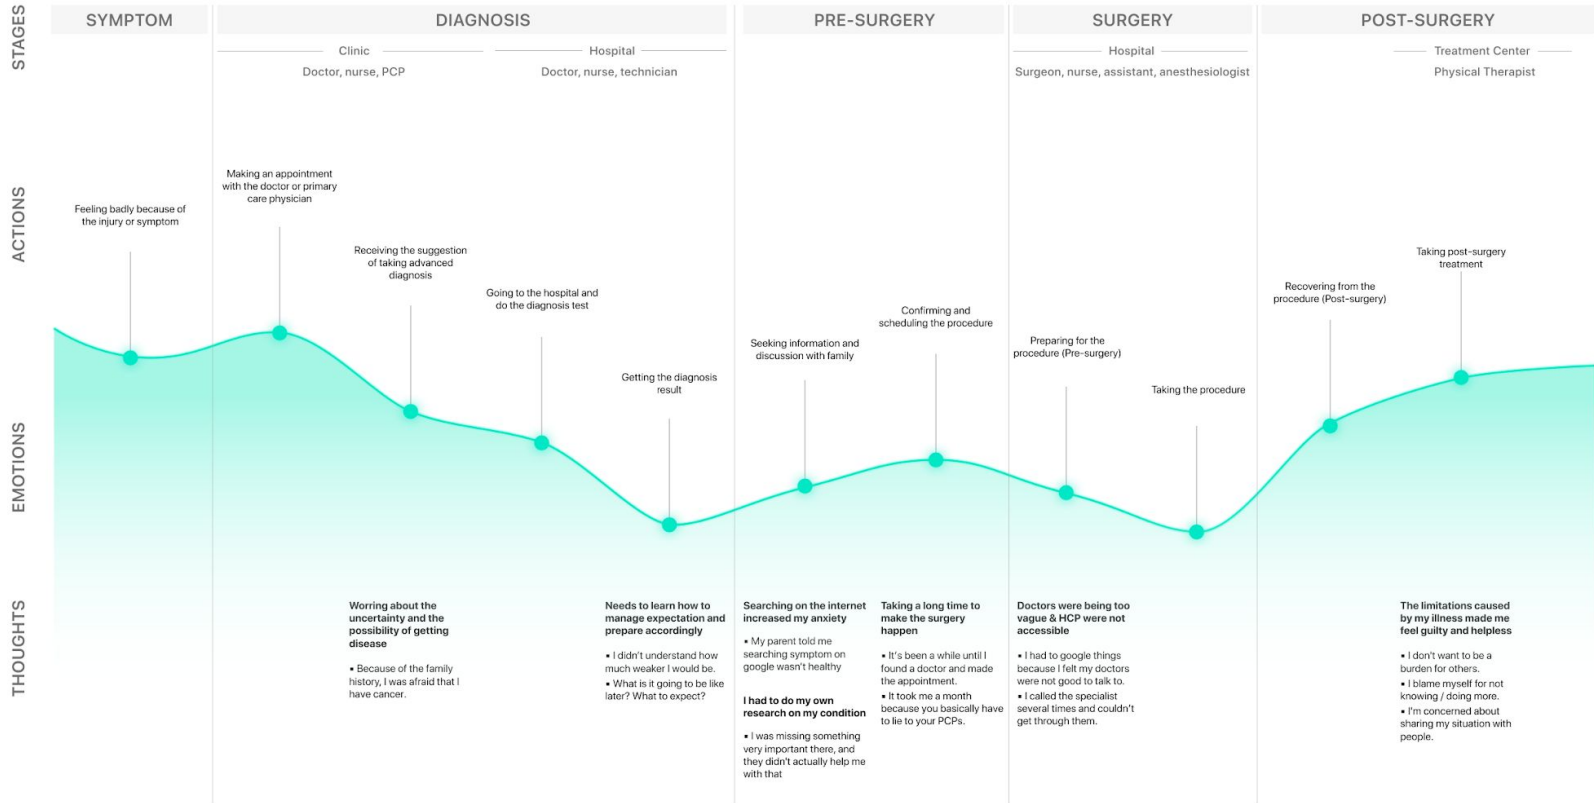 STAGES
SYMPTOM
DIAGNOSIS
PRE-SURGERY
SURGERY
POST-SURGERY
Clinic
Doctor, nurse, PCP
Hospital
Doctor, nurse, technician
Hospital
Surgeon, nurse, assistant, anesthesiologist
Treatment Center
Physical Therapist
ACTIONS
Feeling badly because of
the injury or symptom
Making an appointment
with the doctor or primary
care physician
Receiving the suggestion
of taking advanced
diagnosis
Going to the hospital and
do the diagnosis test
Getting the diagnosis
result
Seeking information and
discussion with family
Confirming and
scheduling the procedure
Preparing for the
procedure (Pre-surgery)
Taking the procedure
Recovering from the
procedure (Post-surgery)
Taking post-surgery
treatment
EMOTIONS
THOUGHTS
Worring about the
uncertainty and the
possibility of getting
disease
▪ Because of the family
history, I was afraid that I
have cancer.
Needs to learn how to
manage expectation and
prepare accordingly
▪ I didn't understand how
much weaker I would be.
▪ What is it going to be like
later? What to expect?
Searching on the internet
increased my anxiety
▪ My parent told me
searching symptom on
google wasn't healthy
I had to do my own
research on my condition
▪ I was missing something
very important there, and
they didn't actually help me
with that
Taking a long time to
make the surgery
happen
▪ It's been a while until I
found a doctor and made
the appointment.
▪ It took me a month
because you basically have
to lie to your PCPs.
Doctors were being too
vague & HCP were not
accessible
▪ I had to google things
because I felt my doctors
were not good to talk to.
▪ I called the specialist
several times and couldn't
get through them.
The limitations caused
by my illness made me
feel guilty and helpless
▪ I don't want to be a
burden for others.
▪ I blame myself for not
knowing / doing more.
▪ I'm concerned about
sharing my situation with
people.